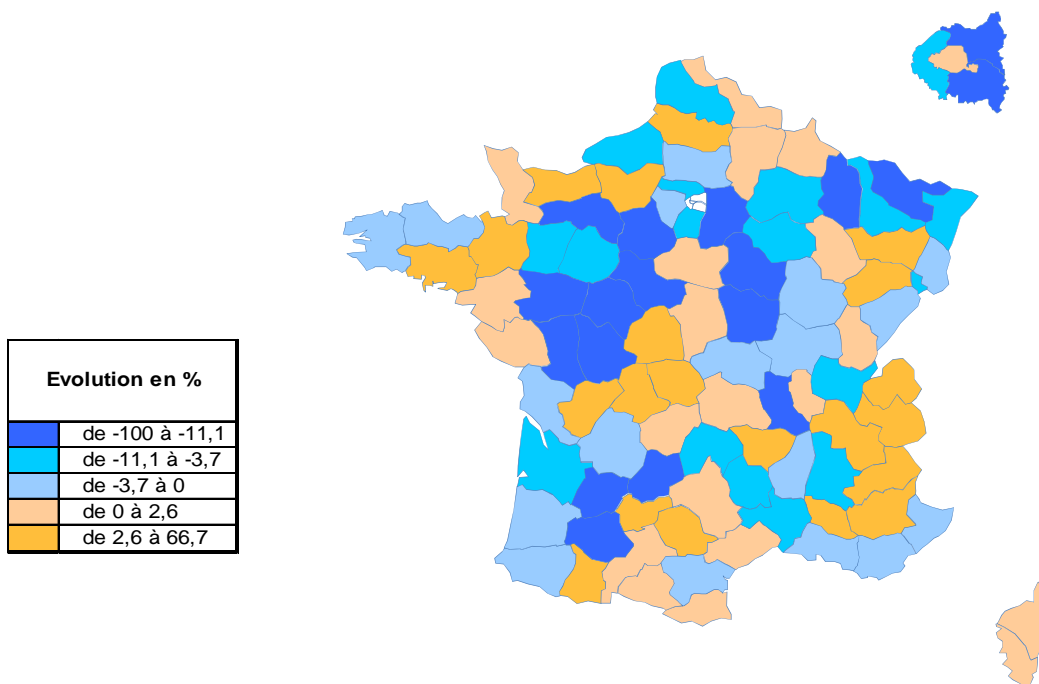 Evolution en %
de -100 à -11,1
de -11,1 à -3,7
de -3,7 à 0
de 0 à 2,6
de 2,6 à 66,7